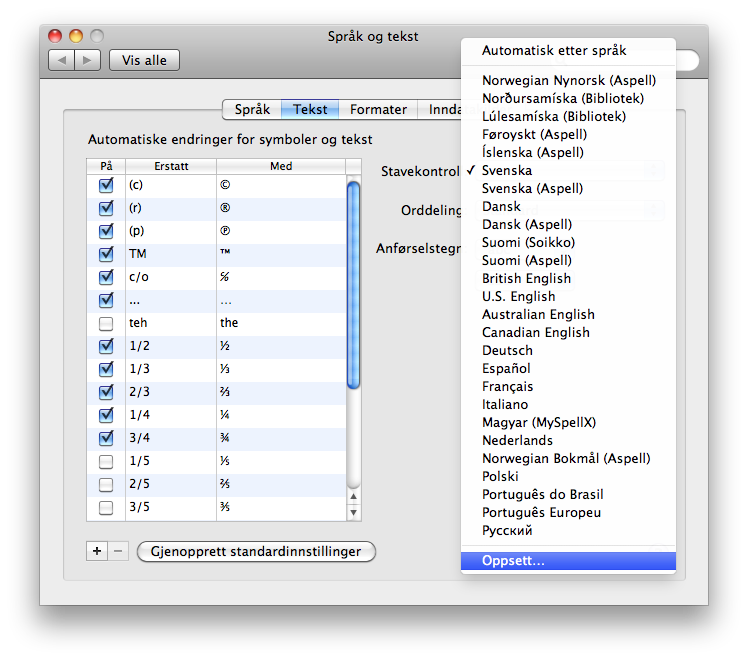 Språk og tekst
Vis alle
Språk Tekst Formater
Automatiske endringer for symboler og tekst
På Erstatt Med
(c) ©
(r) ®
(p) ℗
TM ™
c/o ℅
... …
teh the
1/2 ½
1/3 ⅓
2/3 ⅔
1/4 ¼
3/4 ¾
1/5 ⅕
2/5 ⅖
3/5 ⅗
+ −
Gjenopprett standardinnstillinger
Stavekontrol
Orddeling
Anførselstegn
Automatisk etter språk
Norwegian Nynorsk (Aspell)
Norðursamíska (Bibliotek)
Lúlesamíska (Bibliotek)
Føroyskt (Aspell)
Íslenska (Aspell)
✓ Svenska
Svenska (Aspell)
Dansk
Dansk (Aspell)
Suomi (Soikko)
Suomi (Aspell)
British English
U.S. English
Australian English
Canadian English
Deutsch
Español
Français
Italiano
Magyar (MySpellX)
Nederlands
Norwegian Bokmål (Aspell)
Polski
Português do Brasil
Português Europeu
Русский
Oppsett...